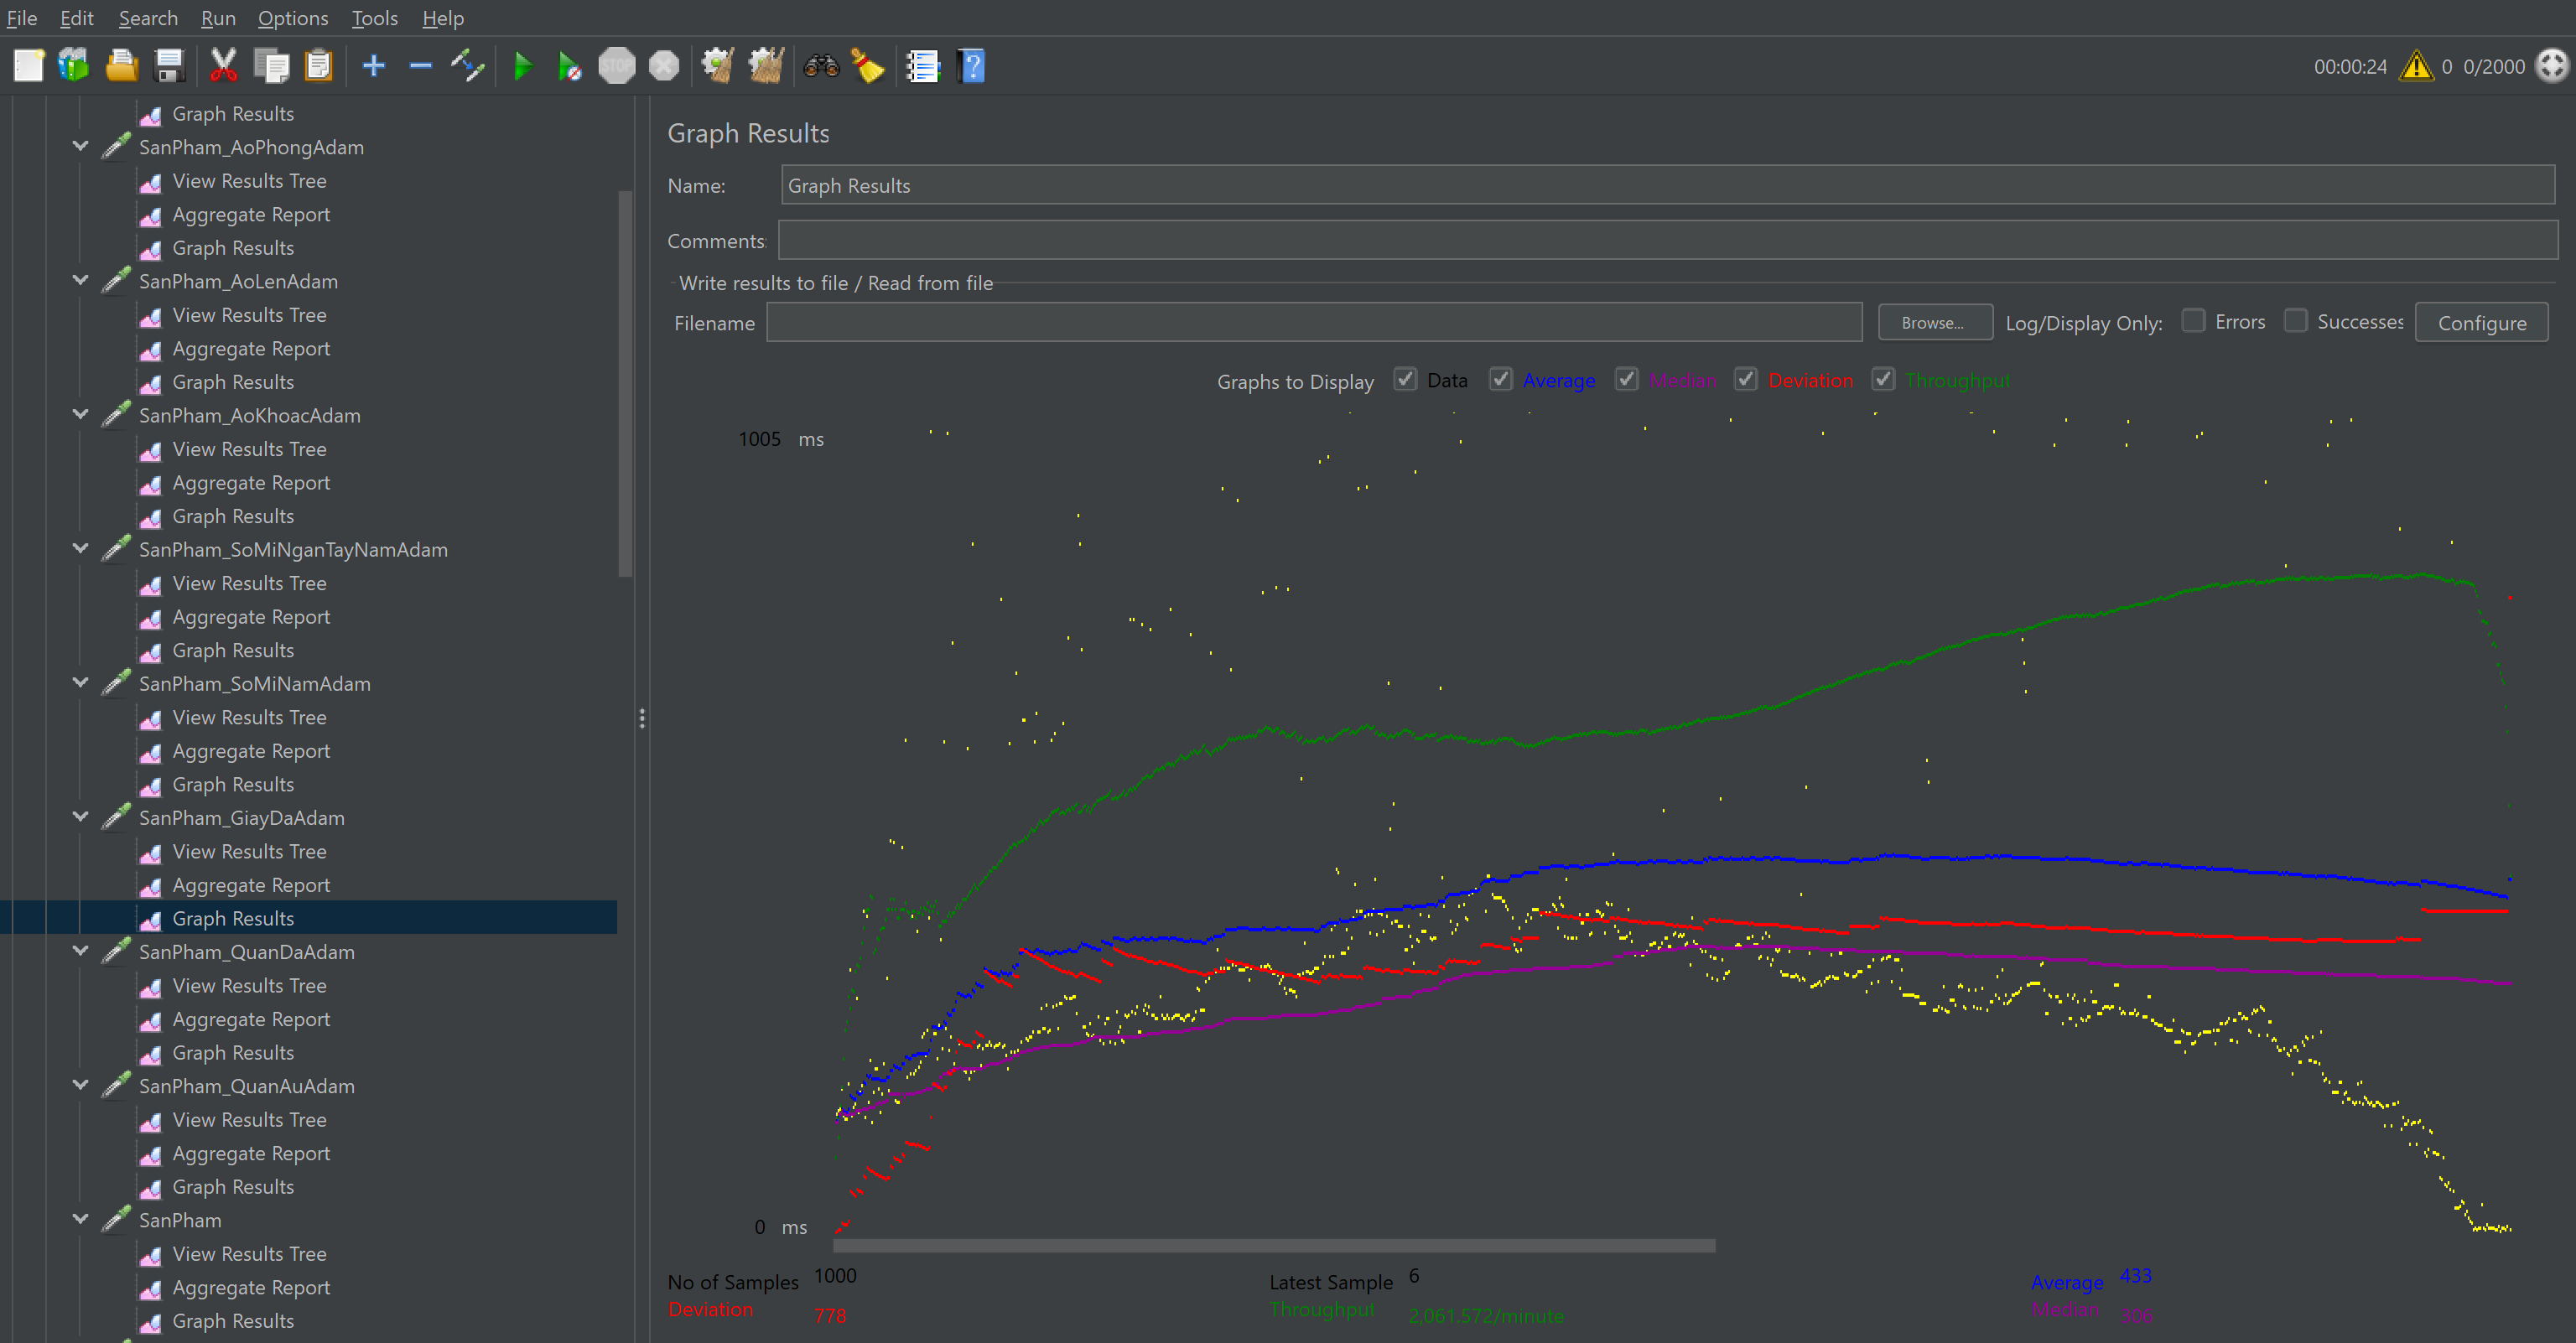 File Edit Search Run Options Tools Help
STOP
00:00:24 0 0/2000
Graph Results
SanPham_AoPhongAdam
View Results Tree
Aggregate Report
Graph Results
SanPham_AoLenAdam
View Results Tree
Aggregate Report
Graph Results
SanPham_AoKhoacAdam
View Results Tree
Aggregate Report
Graph Results
SanPham_SoMiNganTayNamAdam
View Results Tree
Aggregate Report
Graph Results
SanPham_SoMiNamAdam
View Results Tree
Aggregate Report
Graph Results
SanPham_GiayDaAdam
View Results Tree
Aggregate Report
Graph Results
SanPham_QuanDaAdam
View Results Tree
Aggregate Report
Graph Results
SanPham_QuanAuAdam
View Results Tree
Aggregate Report
Graph Results
SanPham
View Results Tree
Aggregate Report
Graph Results
Graph Results
Name: Graph Results
Comments:
Write results to file / Read from file
Filename Browse... Log/Display Only: Errors Successes Configure
Graphs to Display Data Average Median Deviation Throughput
1005 ms
0 ms
No of Samples 1000 Latest Sample 6 Average 433
Deviation 778 Throughput 2,061.572/minute Median 306